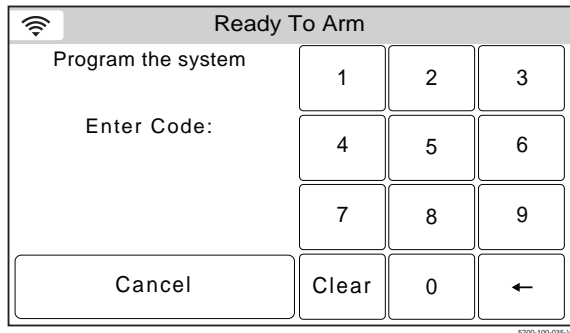 Ready To Arm
Program the system
1 2 3
Enter Code:
4 5 6
7 8 9
Cancel Clear 0 ←